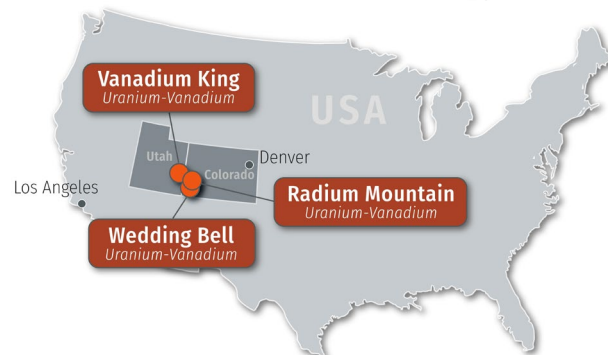 Vanadium King
Uranium-Vanadium
USA
Utah
Colorado
Denver
Los Angeles
Radium Mountain
Uranium-Vanadium
Wedding Bell
Uranium-Vanadium